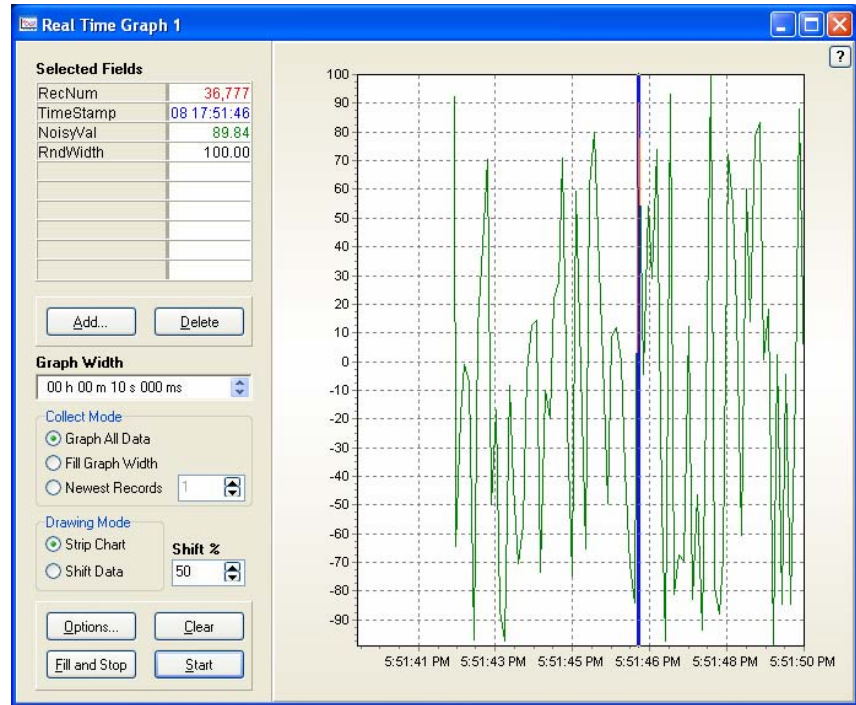 Real Time Graph 1
?
Selected Fields
RecNum 36,777
TimeStamp 08 17:51:46
NoisyVal 89.84
RndWidth 100.00
Add... Delete
Graph Width
00 h 00 m 10 s 000 ms
Collect Mode
Graph All Data
Fill Graph Width
Newest Records 1
Drawing Mode
Strip Chart
Shift Data
Shift %
50
Options... Clear
Fill and Stop Start
100
90
80
70
60
50
40
30
20
10
0
-10
-20
-30
-40
-50
-60
-70
-80
-90
5:51:41 PM 5:51:43 PM 5:51:45 PM 5:51:46 PM 5:51:48 PM 5:51:50 PM